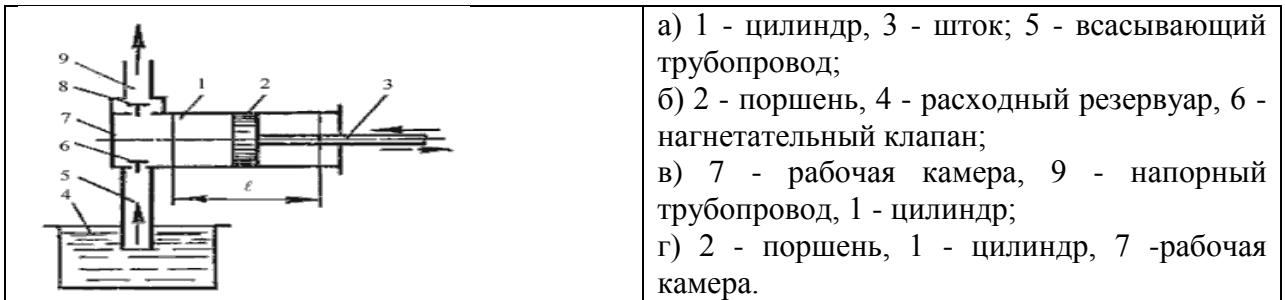 9
8
1
2
3
7
6
5
4
ℓ
а) 1 - цилиндр, 3 - шток; 5 - всасывающий
трубопровод;
б) 2 - поршень, 4 - расходный резервуар, 6 -
нагнетательный клапан;
в) 7 - рабочая камера, 9 - напорный
трубопровод, 1 - цилиндр;
г) 2 - поршень, 1 - цилиндр, 7 -рабочая
камера.